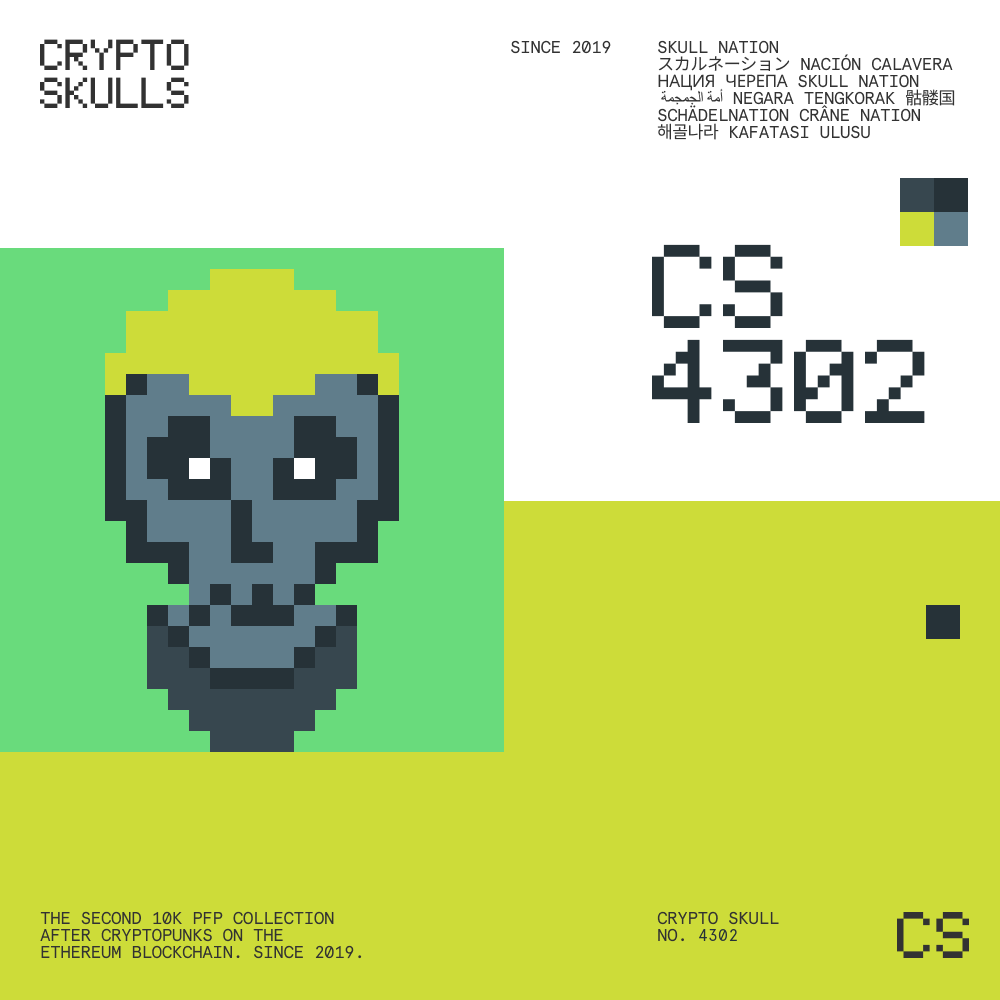 CRYPTO
SKULLS
SINCE 2019
SKULL NATION
スカルネーション NACIÓN CALAVERA
НАЦИЯ ЧЕРЕПА SKULL NATION
أمة الجمجمة NEGARA TENGKORAK 骷髅国
SCHÄDELNATION CRÂNE NATION
해골나라 KAFATASI ULUSU
CS
4302
THE SECOND 10K PFP COLLECTION
AFTER CRYPTOPUNKS ON THE
ETHEREUM BLOCKCHAIN. SINCE 2019.
CRYPTO SKULL
NO. 4302
CS